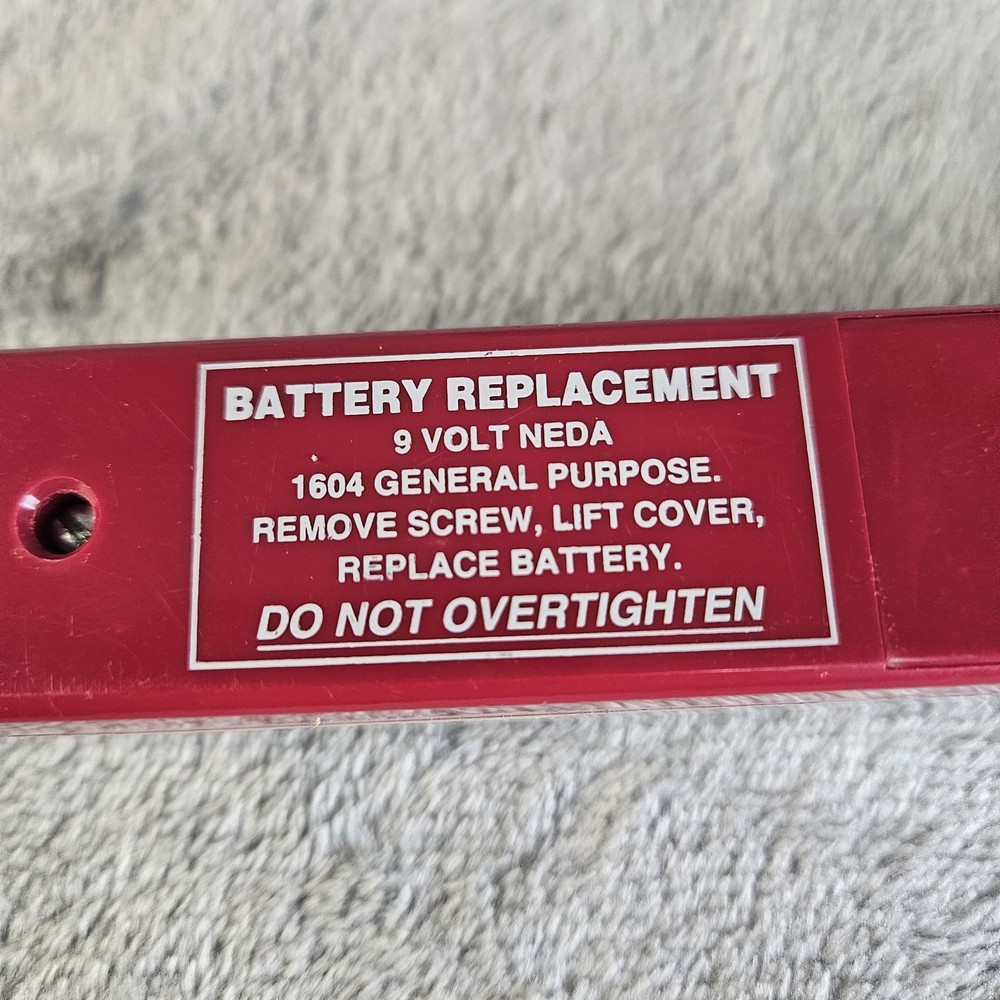 BATTERY REPLACEMENT
9 VOLT NEDA
1604 GENERAL PURPOSE.
REMOVE SCREW, LIFT COVER,
REPLACE BATTERY.
DO NOT OVERTIGHTEN